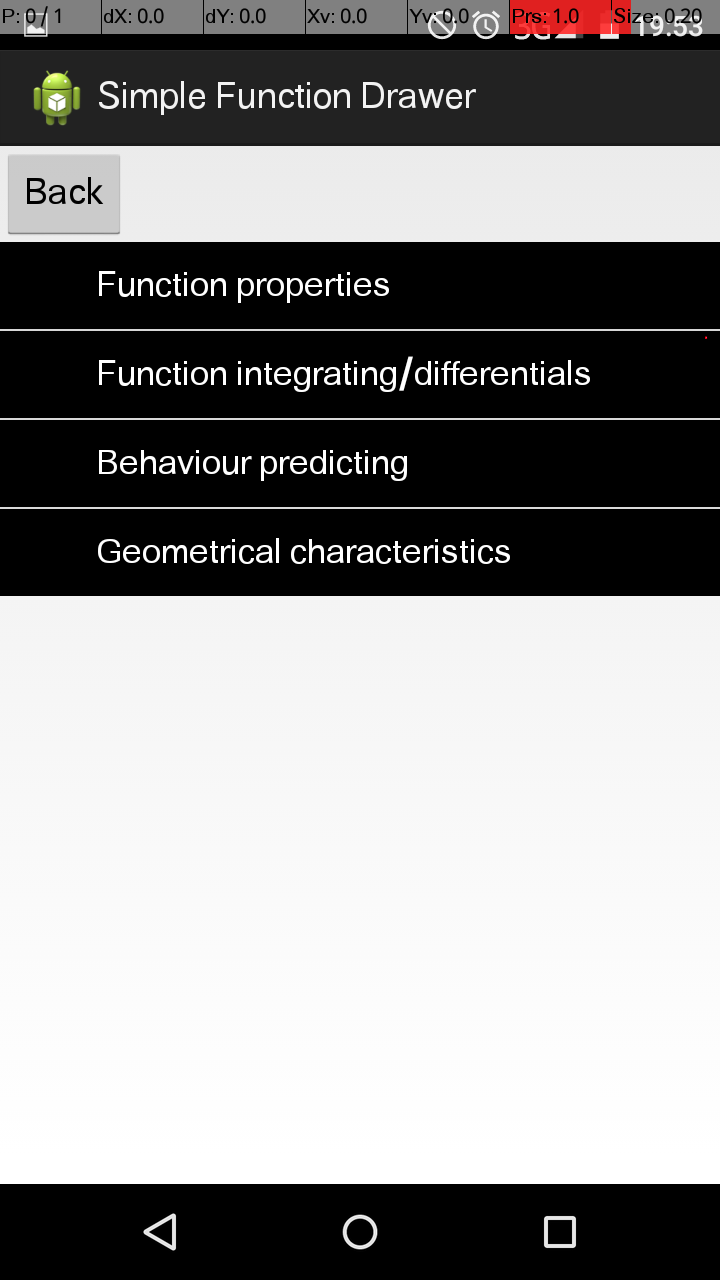 P: 0 / 1 dX: 0.0 dY: 0.0 Xv: 0.0 Yv: 0.0 Prs: 1.0 Size: 0.20
3G 19:53
Simple Function Drawer
Back
Function properties
Function integrating/differentials
Behaviour predicting
Geometrical characteristics